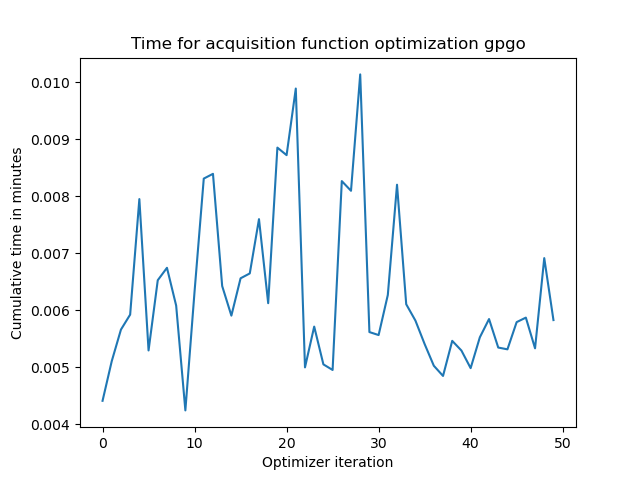 Time for acquisition function optimization gpgo
Cumulative time in minutes
0.010
0.009
0.008
0.007
0.006
0.005
0.004
0 10 20 30 40 50
Optimizer iteration